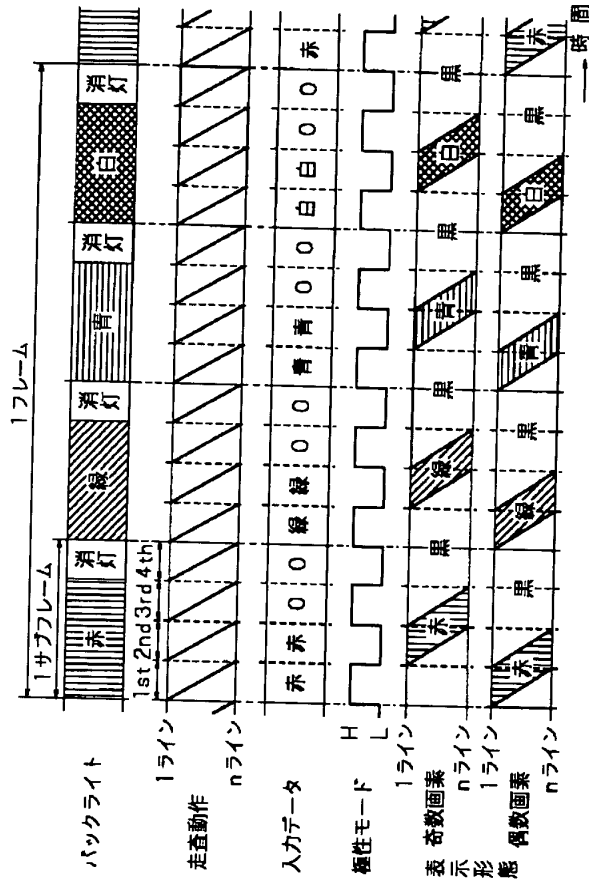 1フレーム
1サブフレーム
バックライト
赤 消灯 緑 消灯 青 消灯 白 消灯
1st 2nd 3rd 4th
走査動作
1ライン
nライン
入力データ
赤 赤 0 0 緑 緑 0 0 青 青 0 0 白 白 0 0 赤
極性モード
H
L
表示形態
奇数画素
1ライン
nライン
赤 黒 緑 黒 青 黒 白 黒
偶数画素
1ライン
nライン
赤 黒 緑 黒 青 黒 白 黒 赤
時間